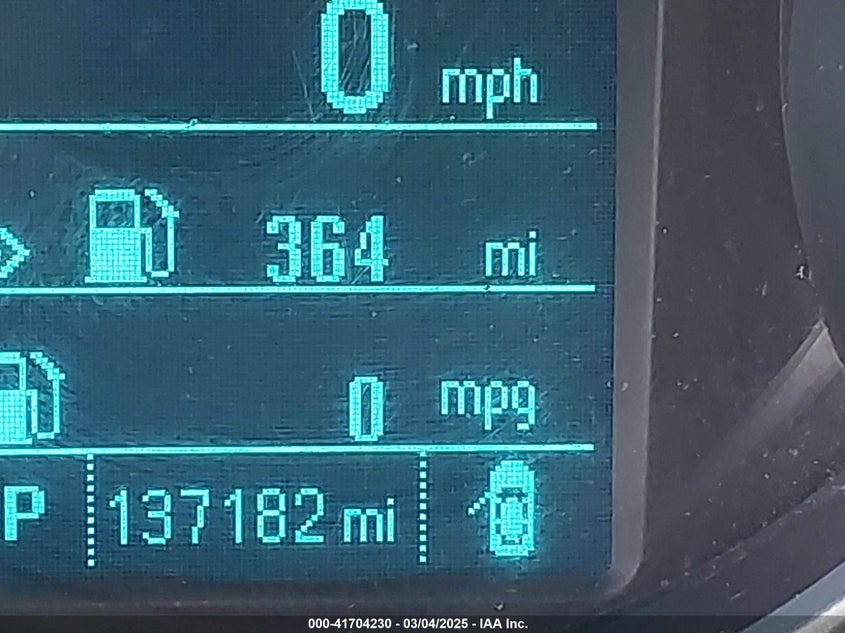 0 mph
364 mi
0 mpg
P 137182 mi
000-41704230 - 03/04/2025 - IAA Inc.